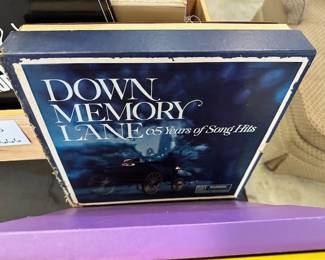 DOWN
MEMORY
LANE 65 Years of Song Hits